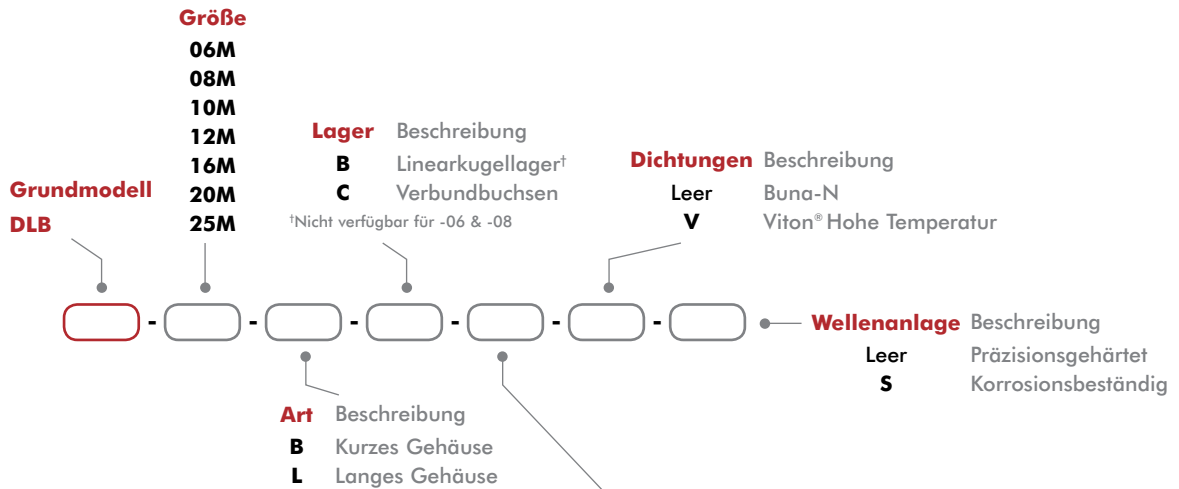 Größe
06M
08M
10M
12M
16M
20M
25M
Grundmodell
DLB
Lager Beschreibung
B Linearkugellager†
C Verbundbuchsen
†Nicht verfügbar für -06 & -08
Dichtungen Beschreibung
Leer Buna-N
V Viton® Hohe Temperatur
- - - - - -
Wellenanlage Beschreibung
Leer Präzisionsgehärtet
S Korrosionsbeständig
Art Beschreibung
B Kurzes Gehäuse
L Langes Gehäuse